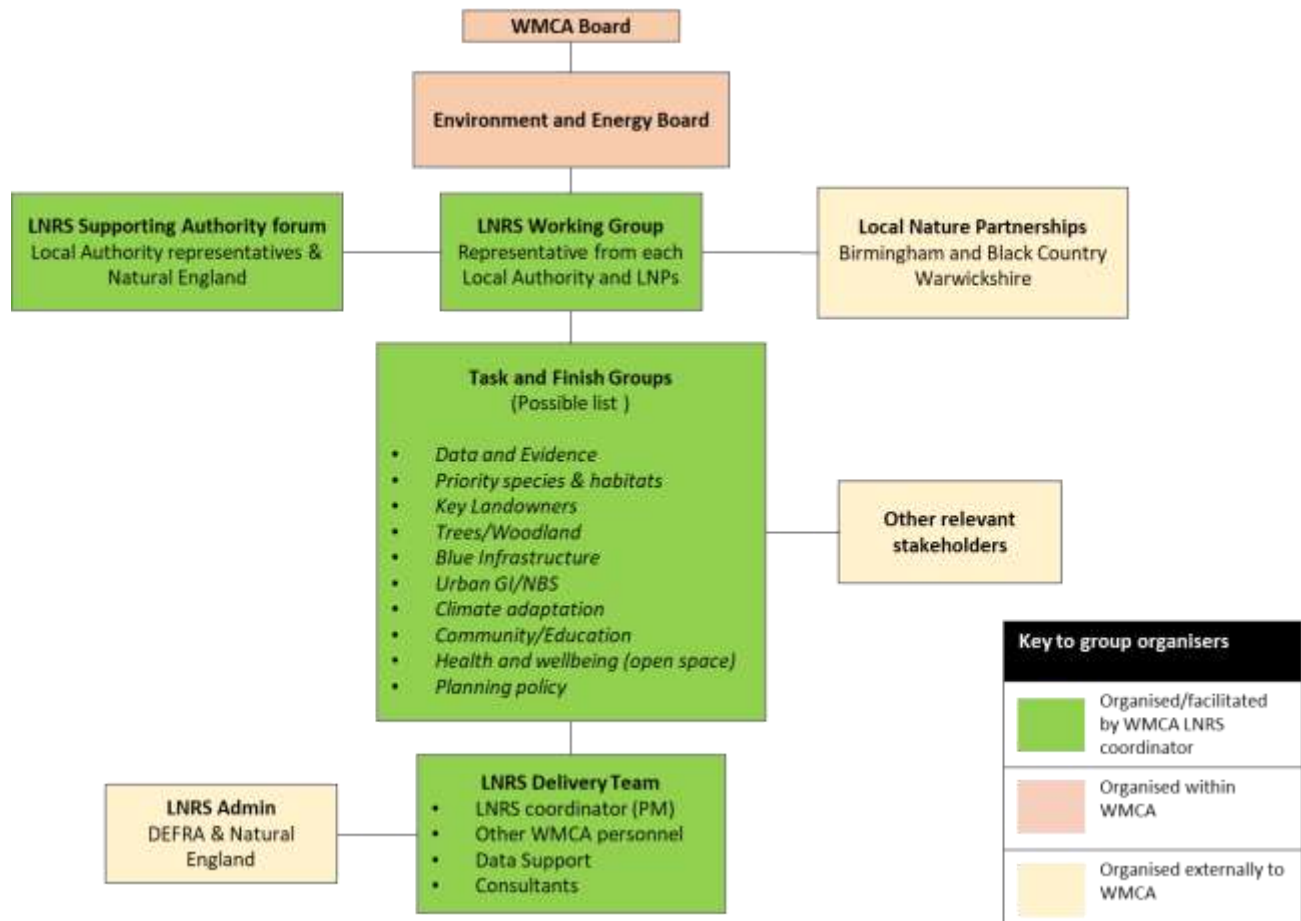 WMCA Board
Environment and Energy Board
LNRS Supporting Authority forum
Local Authority representatives &
Natural England
LNRS Working Group
Representative from each
Local Authority and LNPs
Local Nature Partnerships
Birmingham and Black Country
Warwickshire
Task and Finish Groups
(Possible list )
• Data and Evidence
• Priority species & habitats
• Key Landowners
• Trees/Woodland
• Blue Infrastructure
• Urban GI/NBS
• Climate adaptation
• Community/Education
• Health and wellbeing (open space)
• Planning policy
Other relevant
stakeholders
LNRS Admin
DEFRA & Natural
England
LNRS Delivery Team
• LNRS coordinator (PM)
• Other WMCA personnel
• Data Support
• Consultants
Key to group organisers
Organised/facilitated
by WMCA LNRS
coordinator
Organised within
WMCA
Organised externally to
WMCA